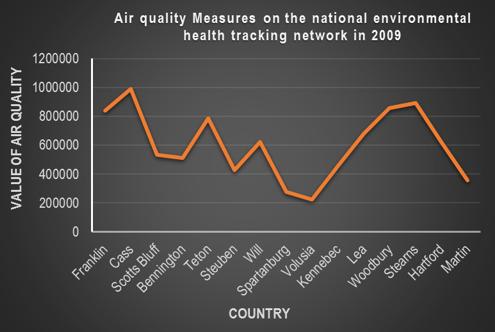 Air quality Measures on the national environmental
health tracking network in 2009
VALUE OF AIR QUALITY
1200000
1000000
800000
600000
400000
200000
0
Franklin
Cass
Scotts Bluff
Bennington
Teton
Steuben
Will
Spartanburg
Volusia
Kennebec
Lea
Woodbury
Stearns
Hartford
Martin
COUNTRY